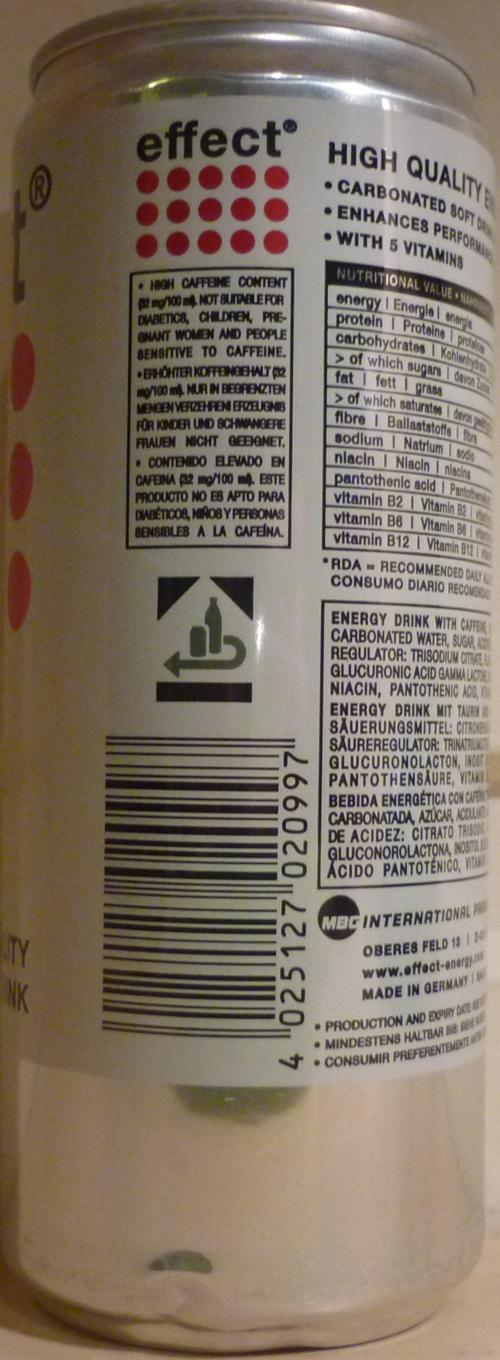 effect®
• HIGH CAFFEINE CONTENT
(32 mg/100 ml). NOT SUITABLE FOR
DIABETICS, CHILDREN, PRE-
GNANT WOMEN AND PEOPLE
SENSITIVE TO CAFFEINE.
• ERHÖHTER KOFFEINGEHALT (32
mg/100 ml). NUR IN BEGRENZTEN
MENGEN VERZEHREN! ERZEUGNIS
FÜR KINDER UND SCHWANGERE
FRAUEN NICHT GEEIGNET.
• CONTENIDO ELEVADO EN
CAFEINA (32 mg/100 ml). ESTE
PRODUCTO NO ES APTO PARA
DIABÉTICOS, NIÑOS Y PERSONAS
SENSIBLES A LA CAFEÍNA.
4 025127 020997
HIGH QUALITY
• CARBONATED SOFT
• ENHANCES
• WITH 5 VITAMINS
NUTRITIONAL VALUE •
energy | Energie | energia
protein | Proteine | proteínas
carbohydrates |
> of which sugars | davon
fat | fett | grasa
> of which saturates | davon
fibre | Ballaststoffe | fibra
sodium | Natrium | sodio
niacin | Niacin | niacina
pantothenic acid |
vitamin B2 | Vitamin B2 |
vitamin B6 | Vitamin B6 |
vitamin B12 | Vitamin B12 |
*RDA = RECOMMENDED DAILY
CONSUMO DIARIO
ENERGY DRINK WITH CAFFEINE,
CARBONATED WATER, SUGAR,
REGULATOR: TRISODIUM CITRATE,
GLUCURONIC ACID GAMMA LACTONE,
NIACIN, PANTOTHENIC ACID,
ENERGY DRINK MIT TAURIN
SÄUERUNGSMITTEL:
SÄUREREGULATOR:
GLUCURONOLACTON, INOSIT
PANTOTHENSÄURE, VITAMIN
BEBIDA ENERGÉTICA CON CAFEÍNA,
CARBONATADA, AZÚCAR,
DE ACIDEZ: CITRATO
GLUCONOROLACTONA, INOSITOL
ÁCIDO PANTOTÉNICO,
MBG INTERNATIONAL
OBERES FELD 13 |
www.effect-energy.
MADE IN GERMANY |
• PRODUCTION AND EXPIRY DATE:
• MINDESTENS HALTBAR BIS:
• CONSUMIR PREFERENTEMENTE